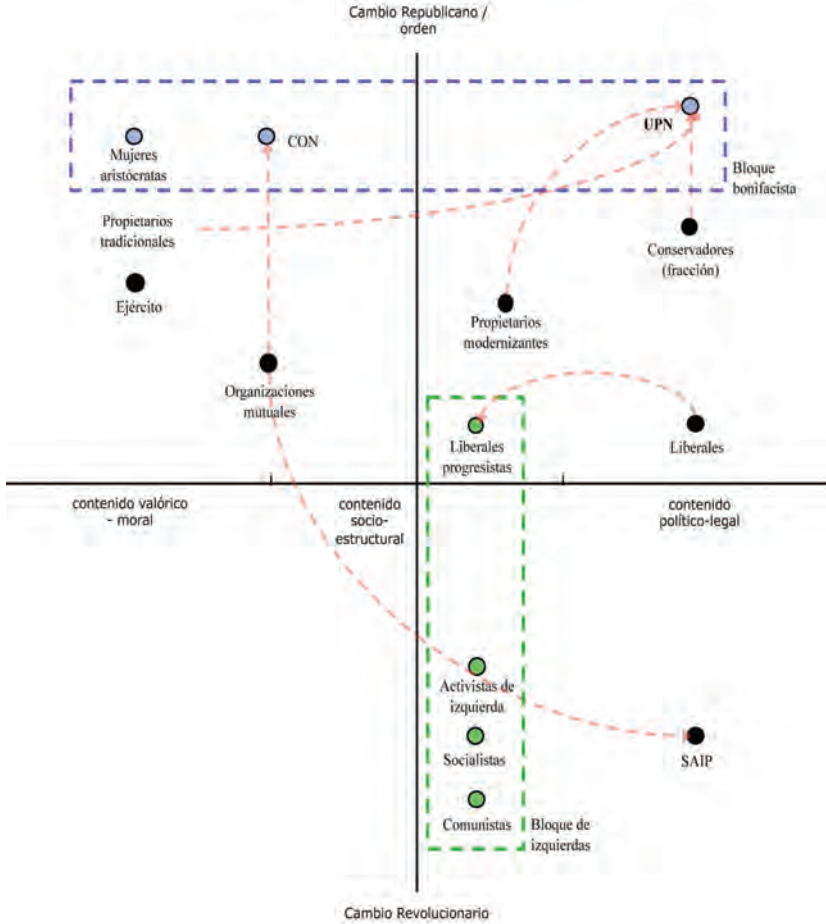 Cambio Republicano /
orden
UPN
CON
Mujeres
aristócratas
Bloque
bonifacista
Propietarios
tradicionales
Conservadores
(fracción)
Ejército
Propietarios
modernizantes
Organizaciones
mutuales
Liberales
progresistas
Liberales
contenido valórico
- moral
contenido
socio-
estructural
contenido
político-legal
Activistas de
izquierda
Socialistas
SAIP
Comunistas
Bloque de
izquierdas
Cambio Revolucionario